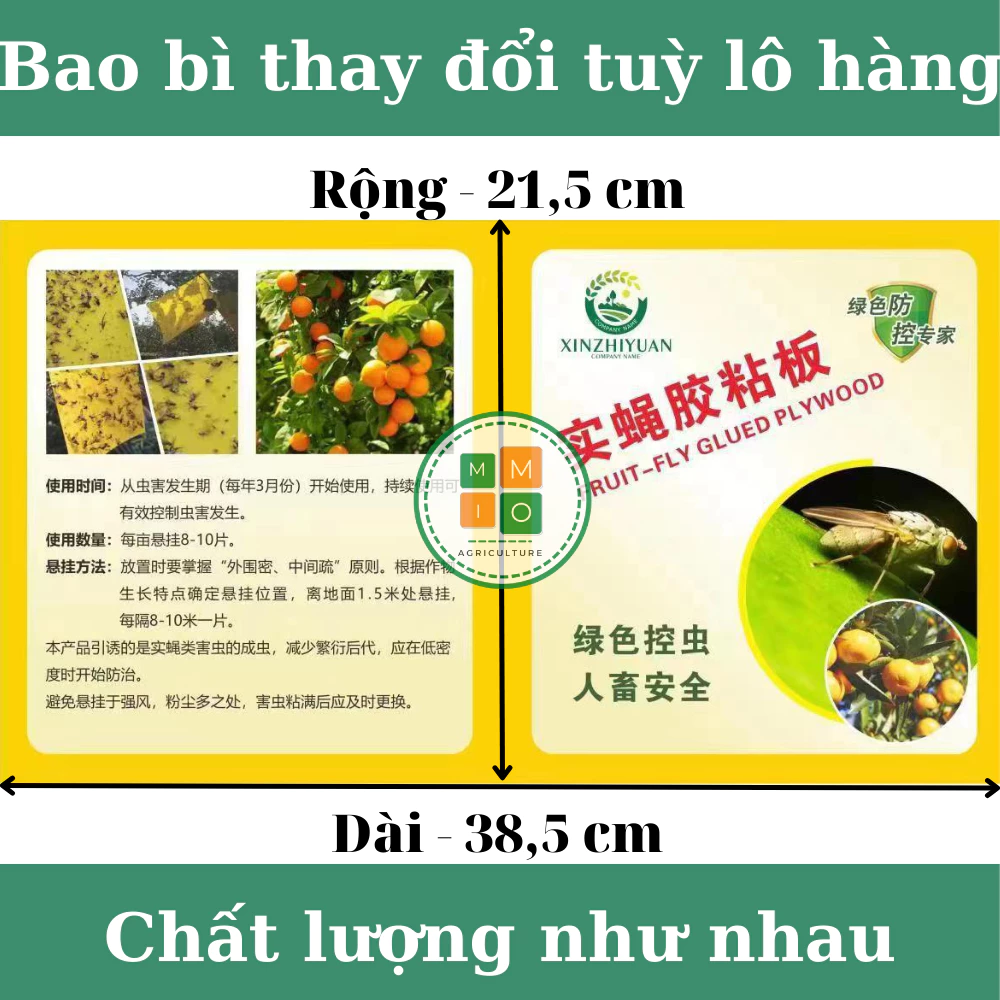 Bao bì thay đổi tuỳ lô hàng
Rộng - 21,5 cm
使用时间：从虫害发生期（每年3月份）开始使用，持续使用可
有效控制虫害发生。
使用数量：每亩悬挂8-10片。
悬挂方法：放置时要掌握“外围密、中间疏”原则。根据作物
生长特点确定悬挂位置，离地面1.5米处悬挂，
每隔8-10米一片。
本产品引诱的是实蝇类害虫的成虫，减少繁衍后代，应在低密
度时开始防治。
避免悬挂于强风，粉尘多之处，害虫粘满后应及时更换。
COMPANY NAME
XINZHIYUAN
COMPANY NAME
绿色防
控专家
实蝇胶粘板
FRUIT-FLY GLUED PLYWOOD
M M
I O
AGRICULTURE
绿色控虫
人畜安全
Dài - 38,5 cm
Chất lượng như nhau